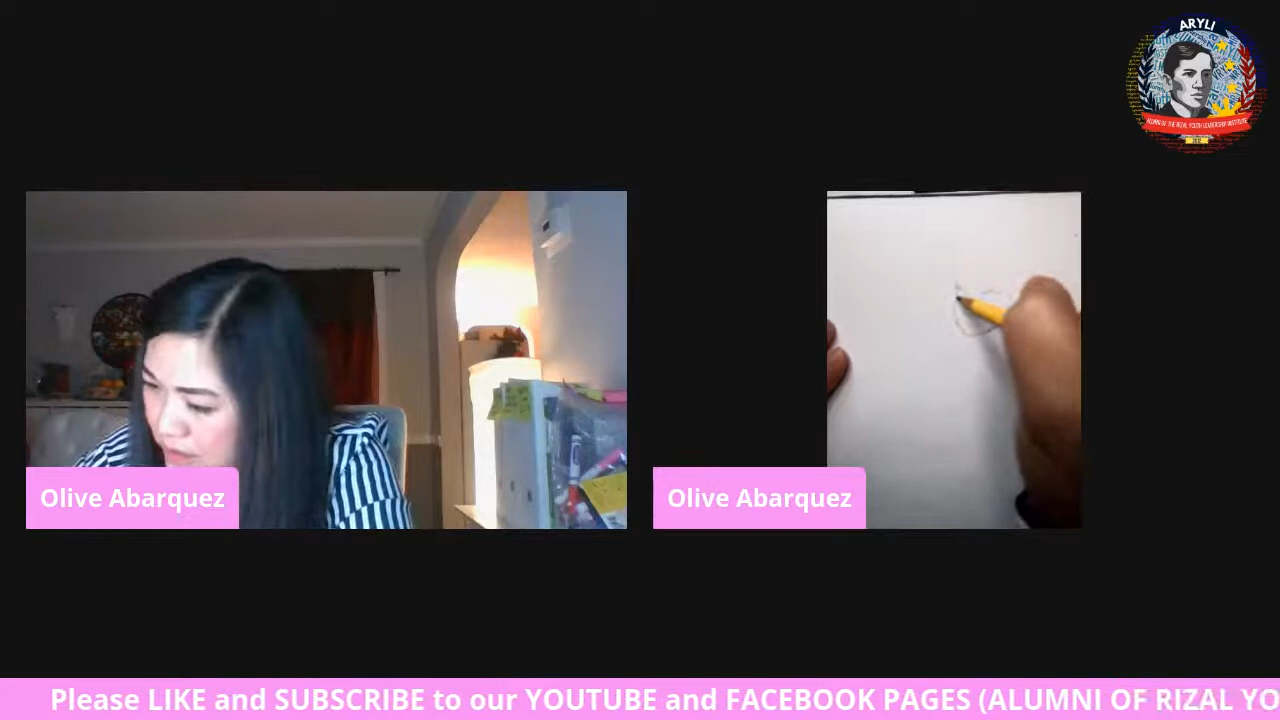 ARYLI
ALUMNI OF THE RIZAL YOUTH LEADERSHIP INSTITUTE
Olive Abarquez
Olive Abarquez
Please LIKE and SUBSCRIBE to our YOUTUBE and FACEBOOK PAGES (ALUMNI OF RIZAL YO